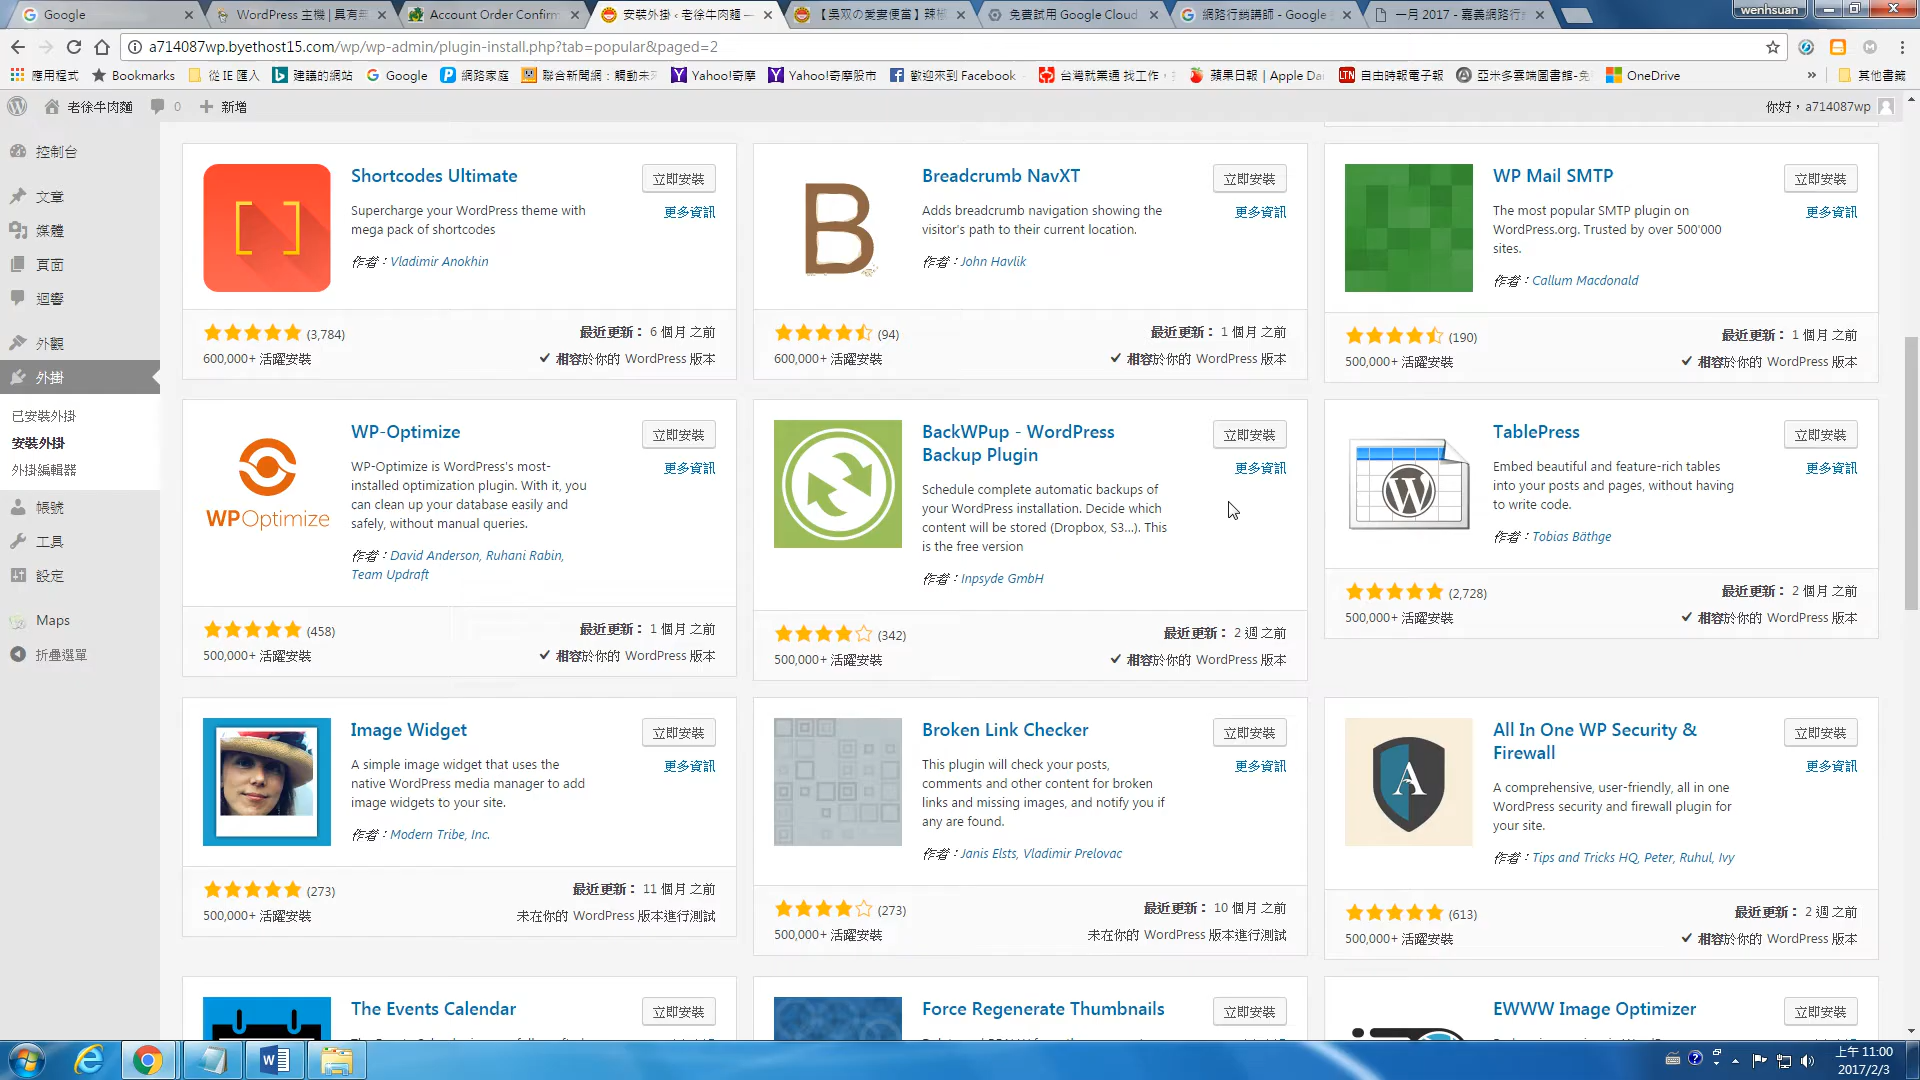 Google
WordPress 主機 | 具有無
Account Order Confirm
安裝外掛 ‹ 老徐牛肉麵 —
【吳双の愛妻便當】辣椒
免費試用 Google Cloud
網路行銷講師 - Google
一月 2017 - 嘉義網路行
wenhsuan
a714087wp.byethost15.com/wp/wp-admin/plugin-install.php?tab=popular&paged=2
應用程式
Bookmarks
從 IE 匯入
建議的網站
Google
網路家庭
聯合新聞網：觸動未
Yahoo!奇摩
Yahoo!奇摩股市
歡迎來到 Facebook
台灣就業通 找工作，
蘋果日報 | Apple Da
自由時報電子報
亞米多雲端圖書館-免
OneDrive
»
其他書籤
老徐牛肉麵
0
新增
你好，a714087wp
控制台
文章
媒體
頁面
迴響
外觀
外掛
已安裝外掛
安裝外掛
外掛編輯器
帳號
工具
設定
Maps
折疊選單
Shortcodes Ultimate
立即安裝
更多資訊
Supercharge your WordPress theme with
mega pack of shortcodes
作者：Vladimir Anokhin
(3,784)
最近更新： 6 個月 之前
600,000+ 活躍安裝
相容於你的 WordPress 版本
Breadcrumb NavXT
立即安裝
更多資訊
Adds breadcrumb navigation showing the
visitor's path to their current location.
作者：John Havlik
(94)
最近更新： 1 個月 之前
600,000+ 活躍安裝
相容於你的 WordPress 版本
WP Mail SMTP
立即安裝
更多資訊
The most popular SMTP plugin on
WordPress.org. Trusted by over 500'000
sites.
作者：Callum Macdonald
(190)
最近更新： 1 個月 之前
500,000+ 活躍安裝
相容於你的 WordPress 版本
WPOptimize
WP-Optimize
立即安裝
更多資訊
WP-Optimize is WordPress's most-
installed optimization plugin. With it, you
can clean up your database easily and
safely, without manual queries.
作者：David Anderson, Ruhani Rabin,
Team Updraft
(458)
最近更新： 1 個月 之前
500,000+ 活躍安裝
相容於你的 WordPress 版本
BackWPup - WordPress
Backup Plugin
立即安裝
更多資訊
Schedule complete automatic backups of
your WordPress installation. Decide which
content will be stored (Dropbox, S3...). This
is the free version
作者：Inpsyde GmbH
(342)
最近更新： 2 週 之前
500,000+ 活躍安裝
相容於你的 WordPress 版本
TablePress
立即安裝
更多資訊
Embed beautiful and feature-rich tables
into your posts and pages, without having
to write code.
作者：Tobias Bäthge
(2,728)
最近更新： 2 個月 之前
500,000+ 活躍安裝
相容於你的 WordPress 版本
Image Widget
立即安裝
更多資訊
A simple image widget that uses the
native WordPress media manager to add
image widgets to your site.
作者：Modern Tribe, Inc.
(273)
最近更新： 11 個月 之前
500,000+ 活躍安裝
未在你的 WordPress 版本進行測試
Broken Link Checker
立即安裝
更多資訊
This plugin will check your posts,
comments and other content for broken
links and missing images, and notify you if
any are found.
作者：Janis Elsts, Vladimir Prelovac
(273)
最近更新： 10 個月 之前
500,000+ 活躍安裝
未在你的 WordPress 版本進行測試
All In One WP Security &
Firewall
立即安裝
更多資訊
A comprehensive, user-friendly, all in one
WordPress security and firewall plugin for
your site.
作者：Tips and Tricks HQ, Peter, Ruhul, Ivy
(613)
最近更新： 2 週 之前
500,000+ 活躍安裝
相容於你的 WordPress 版本
The Events Calendar
立即安裝
Force Regenerate Thumbnails
立即安裝
EWWW Image Optimizer
立即安裝
上午 11:00
2017/2/3